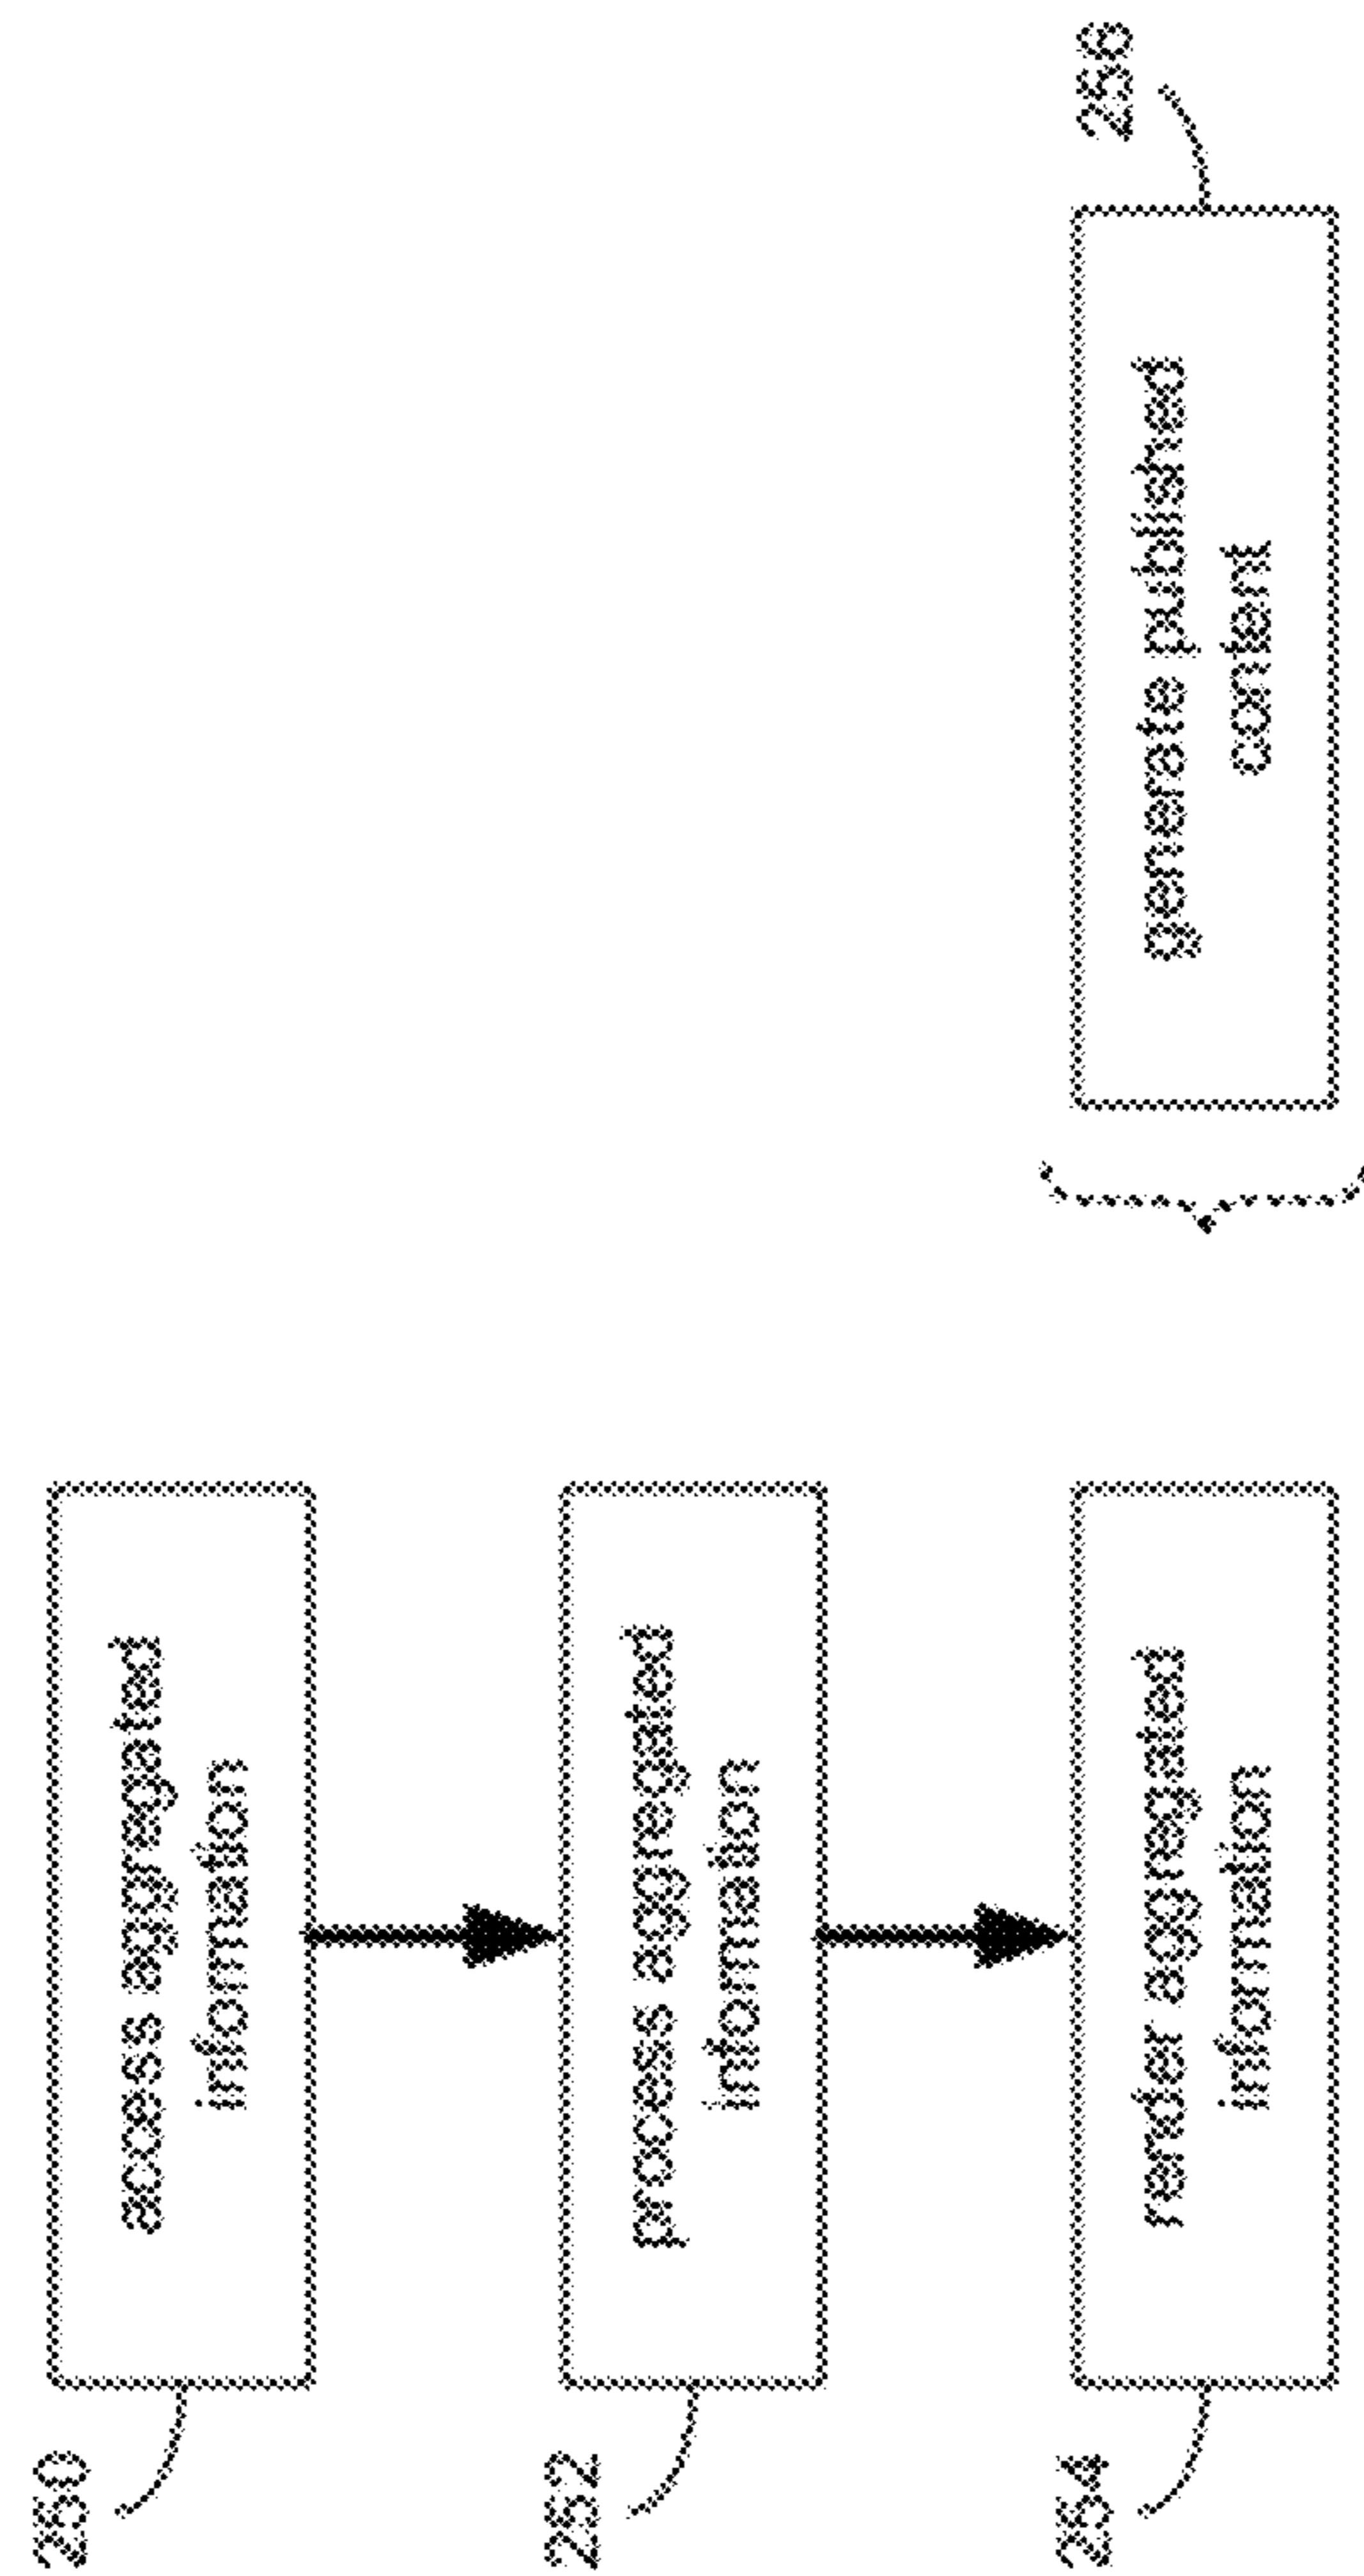 250
access aggregated
information
252
process aggregated
information
254
render aggregated
information
256
generate published
content